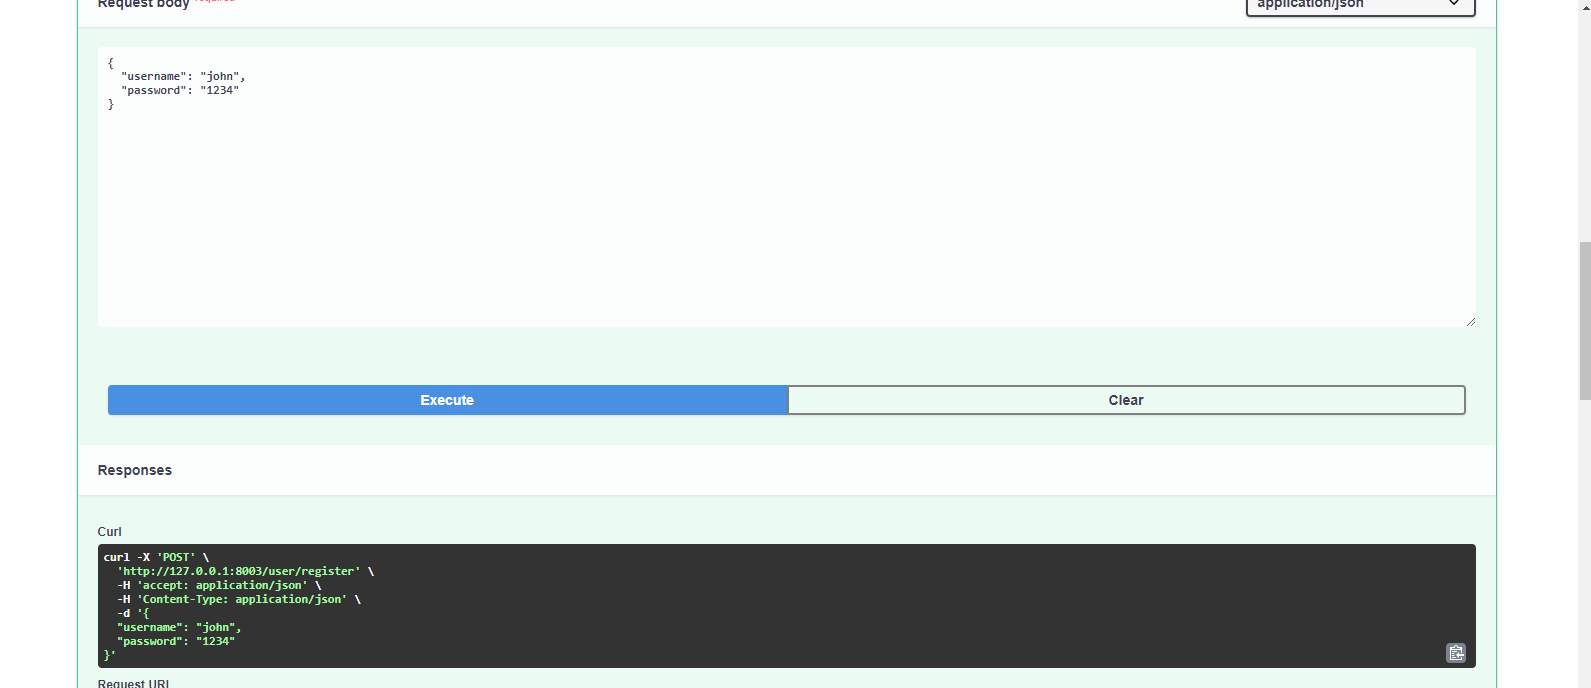 Request body required
application/json
{
  "username": "john",
  "password": "1234"
}
Execute
Clear
Responses
Curl
curl -X 'POST' \
  'http://127.0.0.1:8003/user/register' \
  -H 'accept: application/json' \
  -H 'Content-Type: application/json' \
  -d '{
  "username": "john",
  "password": "1234"
}'
Request URL